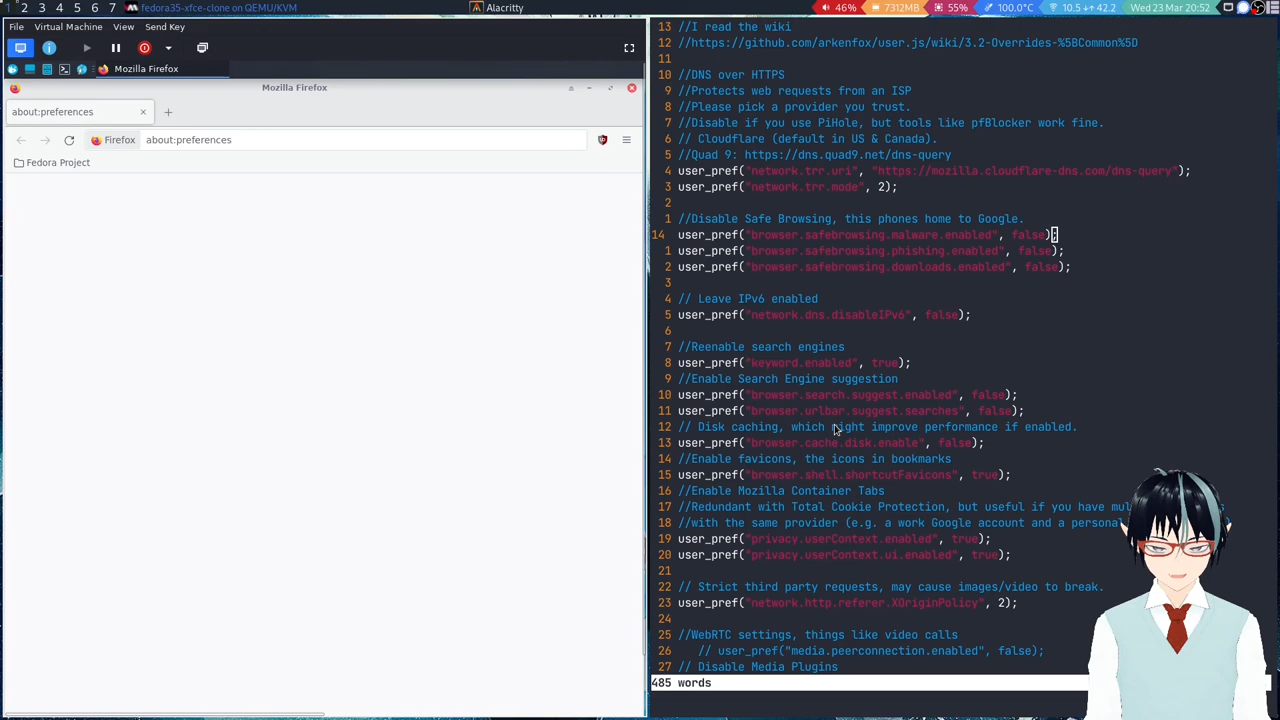 1 2 3 4 5 6 7 fedora35-xfce-clone on QEMU/KVM Alacritty 46% 7312MB 55% 100.0°C 10.5 ↓↑ 42.2 Wed 23 Mar 20:52
File Virtual Machine View Send Key
Mozilla Firefox
Mozilla Firefox
about:preferences
Firefox about:preferences
Fedora Project
13 //I read the wiki
12 //https://github.com/arkenfox/user.js/wiki/3.2-Overrides-%5BCommon%5D
11
10 //DNS over HTTPS
9 //Protects web requests from an ISP
8 //Please pick a provider you trust.
7 //Disable if you use PiHole, but tools like pfBlocker work fine.
6 // Cloudflare (default in US & Canada).
5 //Quad 9: https://dns.quad9.net/dns-query
4 user_pref("network.trr.uri", "https://mozilla.cloudflare-dns.com/dns-query");
3 user_pref("network.trr.mode", 2);
2
1 //Disable Safe Browsing, this phones home to Google.
14 user_pref("browser.safebrowsing.malware.enabled", false);
1 user_pref("browser.safebrowsing.phishing.enabled", false);
2 user_pref("browser.safebrowsing.downloads.enabled", false);
3
4 // Leave IPv6 enabled
5 user_pref("network.dns.disableIPv6", false);
6
7 //Reenable search engines
8 user_pref("keyword.enabled", true);
9 //Enable Search Engine suggestion
10 user_pref("browser.search.suggest.enabled", false);
11 user_pref("browser.urlbar.suggest.searches", false);
12 // Disk caching, which might improve performance if enabled.
13 user_pref("browser.cache.disk.enable", false);
14 //Enable favicons, the icons in bookmarks
15 user_pref("browser.shell.shortcutFavicons", true);
16 //Enable Mozilla Container Tabs
17 //Redundant with Total Cookie Protection, but useful if you have
18 //with the same provider (e.g. a work Google account and a personal
19 user_pref("privacy.userContext.enabled", true);
20 user_pref("privacy.userContext.ui.enabled", true);
21
22 // Strict third party requests, may cause images/video to break.
23 user_pref("network.http.referer.XOriginPolicy", 2);
24
25 //WebRTC settings, things like video calls
26 // user_pref("media.peerconnection.enabled", false);
27 // Disable Media Plugins
485 words